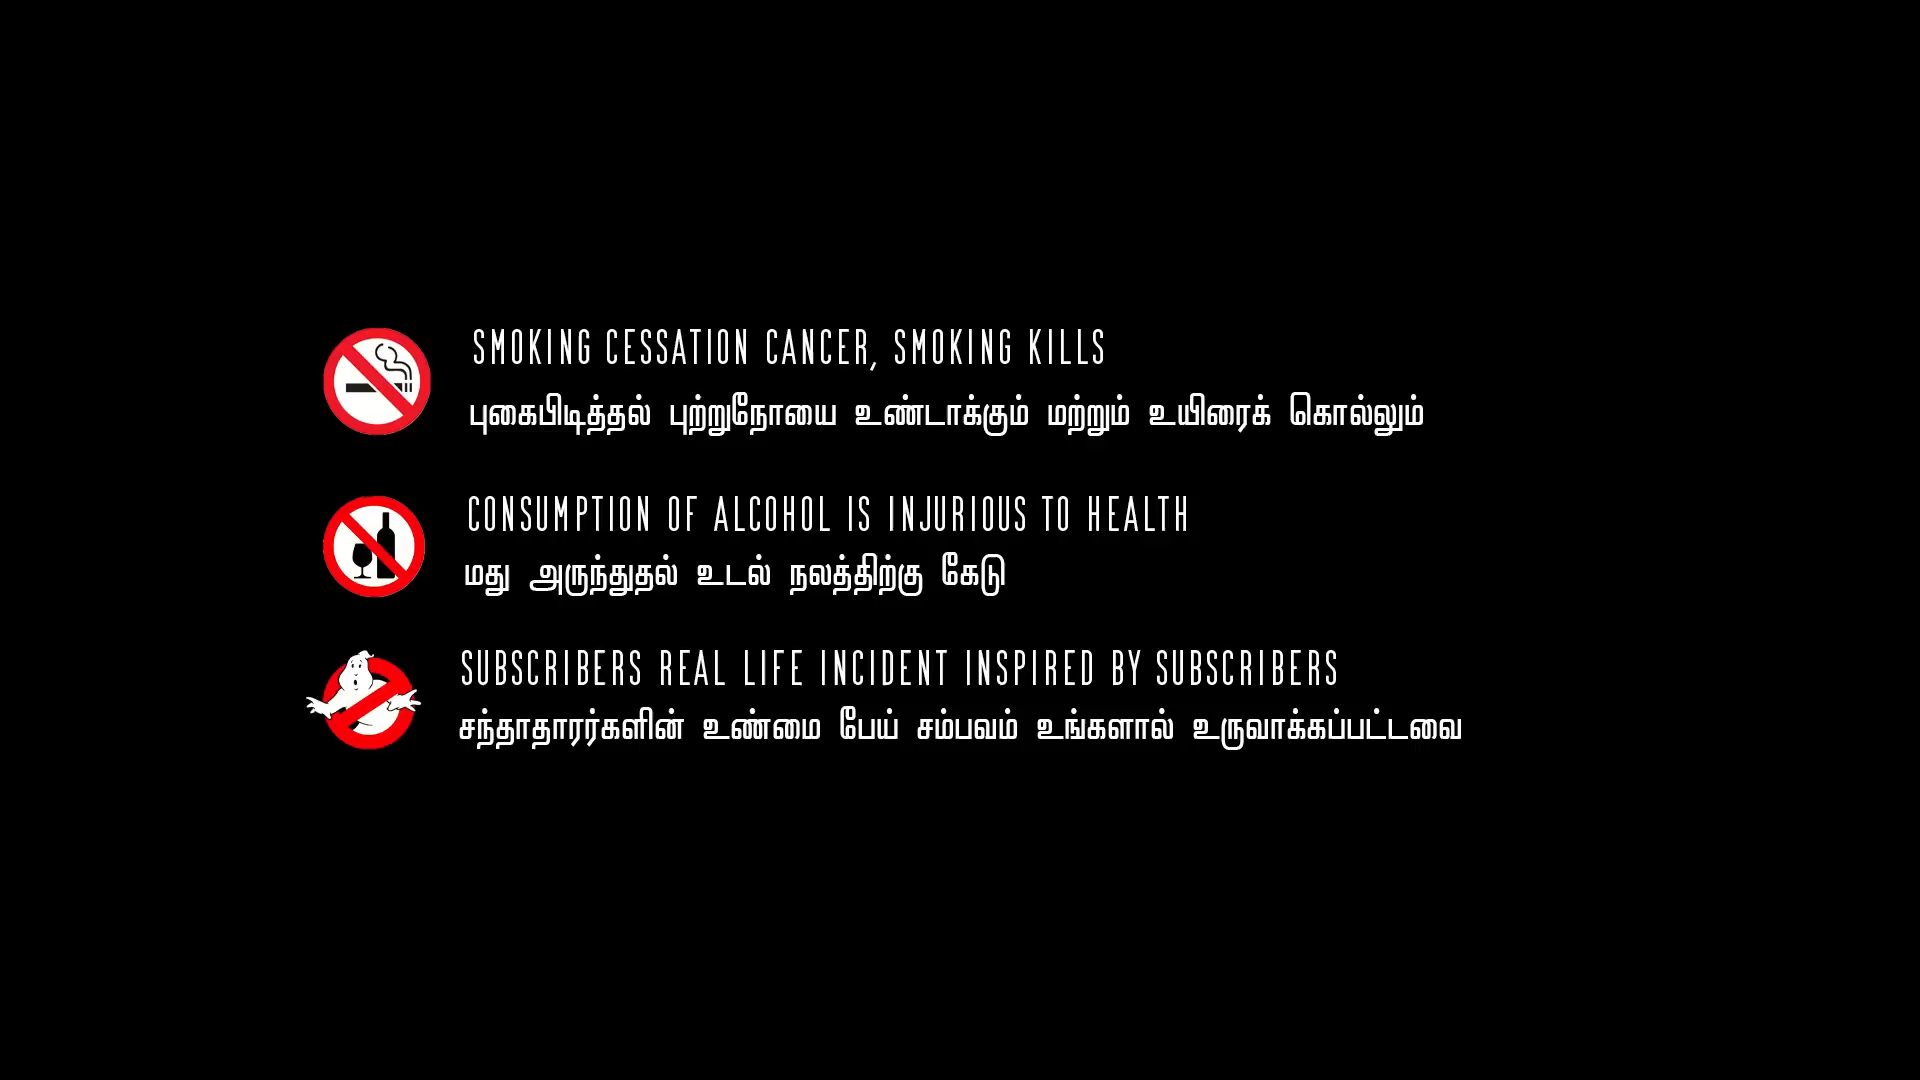 SMOKING CESSATION CANCER, SMOKING KILLS
புகைபிடித்தல் புற்றுநோயை உண்டாக்கும் மற்றும் உயிரைக் கொல்லும்
CONSUMPTION OF ALCOHOL IS INJURIOUS TO HEALTH
மது அருந்துதல் உடல் நலத்திற்கு கேடு
SUBSCRIBERS REAL LIFE INCIDENT INSPIRED BY SUBSCRIBERS
சந்தாதாரர்களின் உண்மை பேய் சம்பவம் உங்களால் உருவாக்கப்பட்டவை